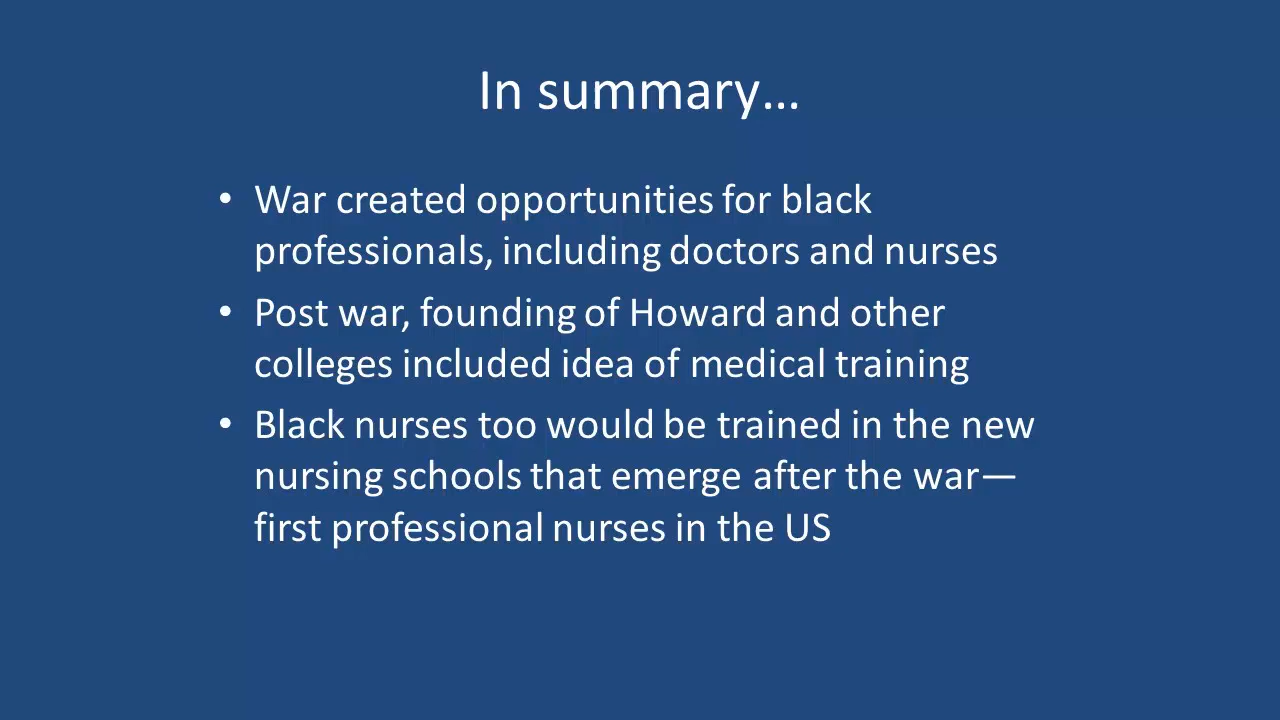 In summary…
• War created opportunities for black
professionals, including doctors and nurses
• Post war, founding of Howard and other
colleges included idea of medical training
• Black nurses too would be trained in the new
nursing schools that emerge after the war—
first professional nurses in the US